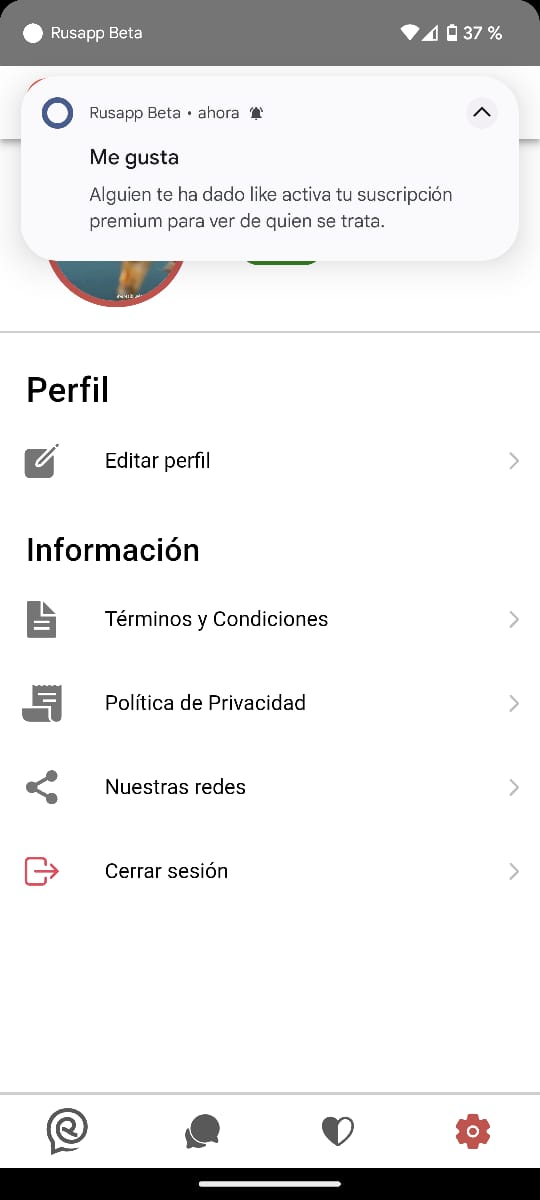 Rusapp Beta
37 %
Rusapp Beta • ahora
Me gusta
Alguien te ha dado like activa tu suscripción
premium para ver de quien se trata.
Perfil
Editar perfil
Información
Términos y Condiciones
Política de Privacidad
Nuestras redes
Cerrar sesión